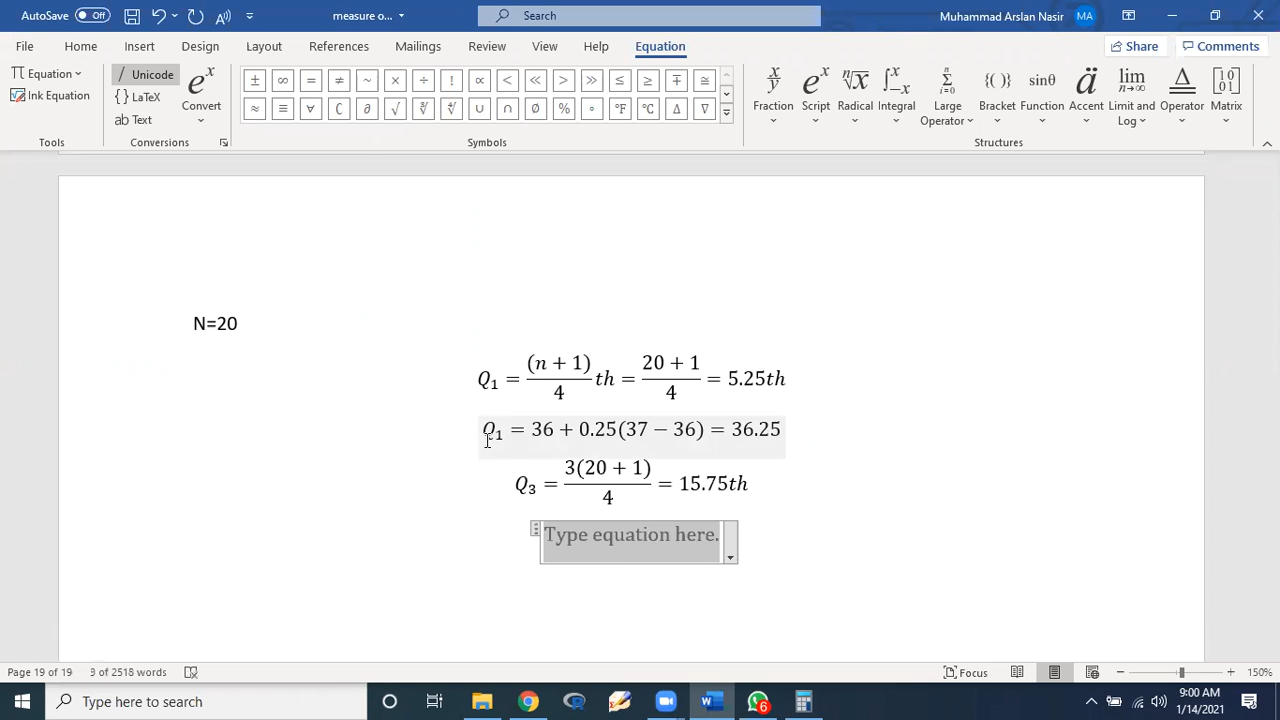 AutoSave Off measure o... Search Muhammad Arslan Nasir MA
File Home Insert Draw Design Layout References Mailings Review View Help Equation Share Comments
Equation Unicode Ink Equation LaTeX ab Text Convert
± ∞ = ≠ ~ × ÷ ! ∝ < ≪ > ≫ ≤ ≥ ∓ ≅
≈ ≡ ∀ ∁ ∂ √ ∛ ∜ ∪ ∩ ∅ % ° °F °C ∆ ∇
Fraction Script Radical Integral Large Operator Bracket Function Accent Limit and Log Operator Matrix
Tools Conversions Symbols Structures
N=20
Q₁ = (n + 1)/4 th = 20 + 1/4 = 5.25th
Q₁ = 36 + 0.25(37 − 36) = 36.25
Q₃ = 3(20 + 1)/4 = 15.75th
Type equation here.
Page 19 of 19 9 of 2518 words Focus 150%
Type here to search 6 9:00 AM
1/14/2021